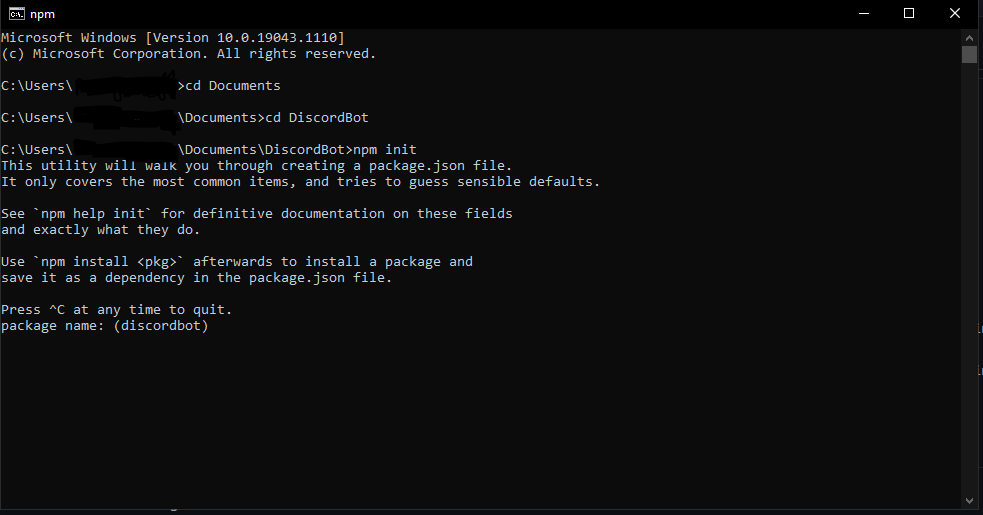 npm
Microsoft Windows [Version 10.0.19043.1110]
(c) Microsoft Corporation. All rights reserved.
C:\Users\ >cd Documents
C:\Users\ \Documents>cd DiscordBot
C:\Users\ \Documents\DiscordBot>npm init
This utility will walk you through creating a package.json file.
It only covers the most common items, and tries to guess sensible defaults.
See `npm help init` for definitive documentation on these fields
and exactly what they do.
Use `npm install <pkg>` afterwards to install a package and
save it as a dependency in the package.json file.
Press ^C at any time to quit.
package name: (discordbot)